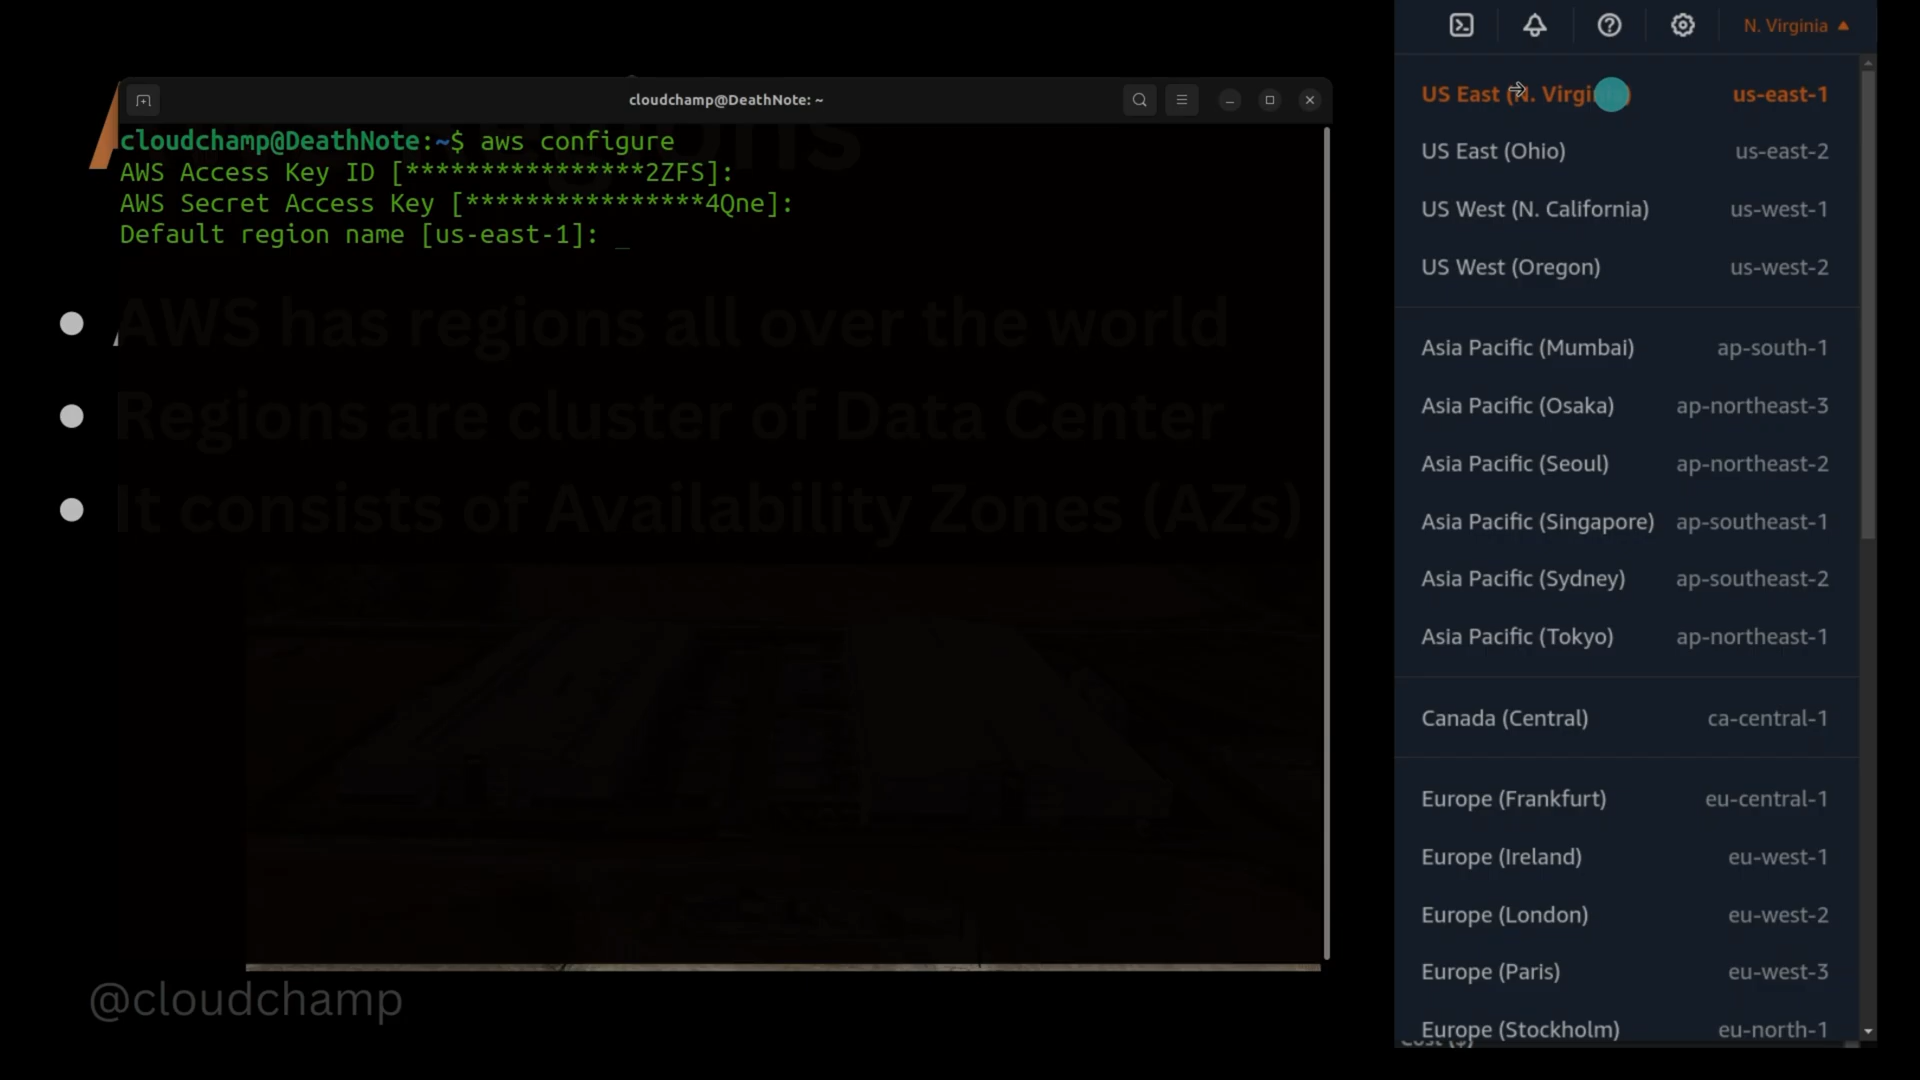 cloudchamp@DeathNote: ~
cloudchamp@DeathNote:~$ aws configure
AWS Access Key ID [****************2ZFS]:
AWS Secret Access Key [****************4Qne]:
Default region name [us-east-1]: _
AWS has regions all over the world
Regions are cluster of Data Center
It consists of Availability Zones (AZs)
@cloudchamp
N. Virginia
US East (N. Virginia) us-east-1
US East (Ohio) us-east-2
US West (N. California) us-west-1
US West (Oregon) us-west-2
Asia Pacific (Mumbai) ap-south-1
Asia Pacific (Osaka) ap-northeast-3
Asia Pacific (Seoul) ap-northeast-2
Asia Pacific (Singapore) ap-southeast-1
Asia Pacific (Sydney) ap-southeast-2
Asia Pacific (Tokyo) ap-northeast-1
Canada (Central) ca-central-1
Europe (Frankfurt) eu-central-1
Europe (Ireland) eu-west-1
Europe (London) eu-west-2
Europe (Paris) eu-west-3
Europe (Stockholm) eu-north-1
Cost ($)